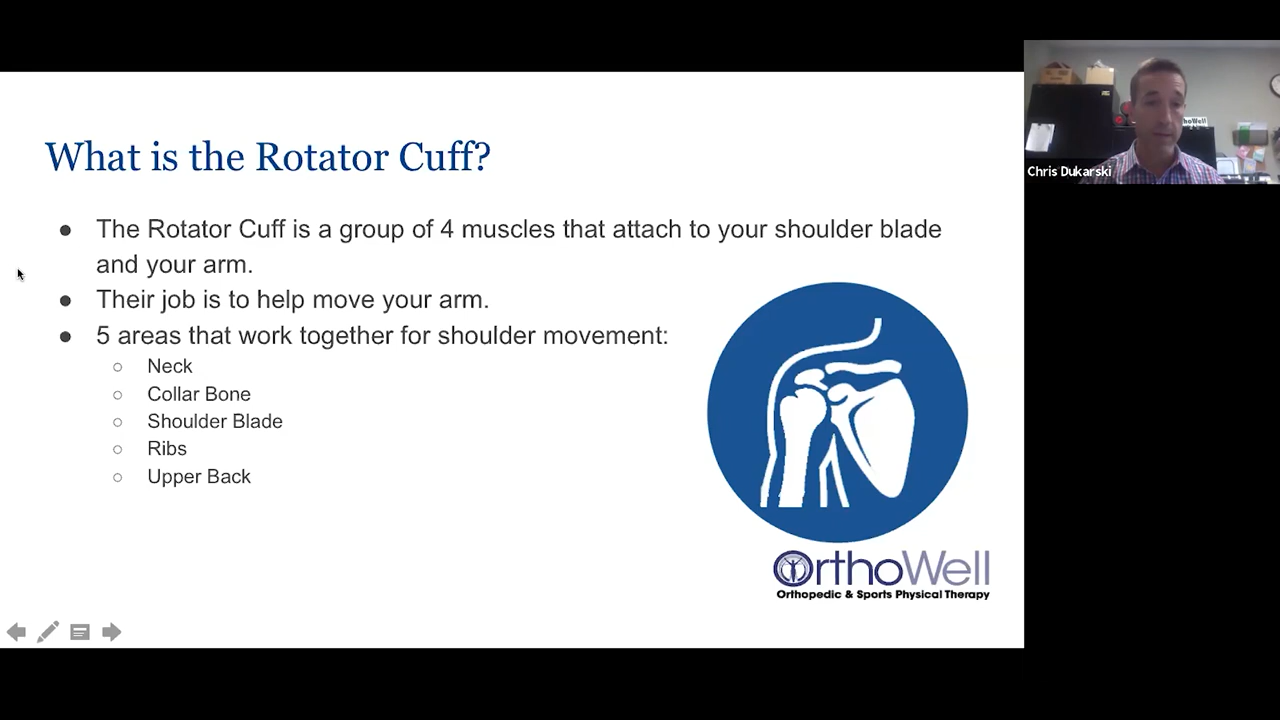 What is the Rotator Cuff?
● The Rotator Cuff is a group of 4 muscles that attach to your shoulder blade
and your arm.
● Their job is to help move your arm.
● 5 areas that work together for shoulder movement:
○ Neck
○ Collar Bone
○ Shoulder Blade
○ Ribs
○ Upper Back
OrthoWell
Orthopedic & Sports Physical Therapy
Chris Dukarski
thoWell